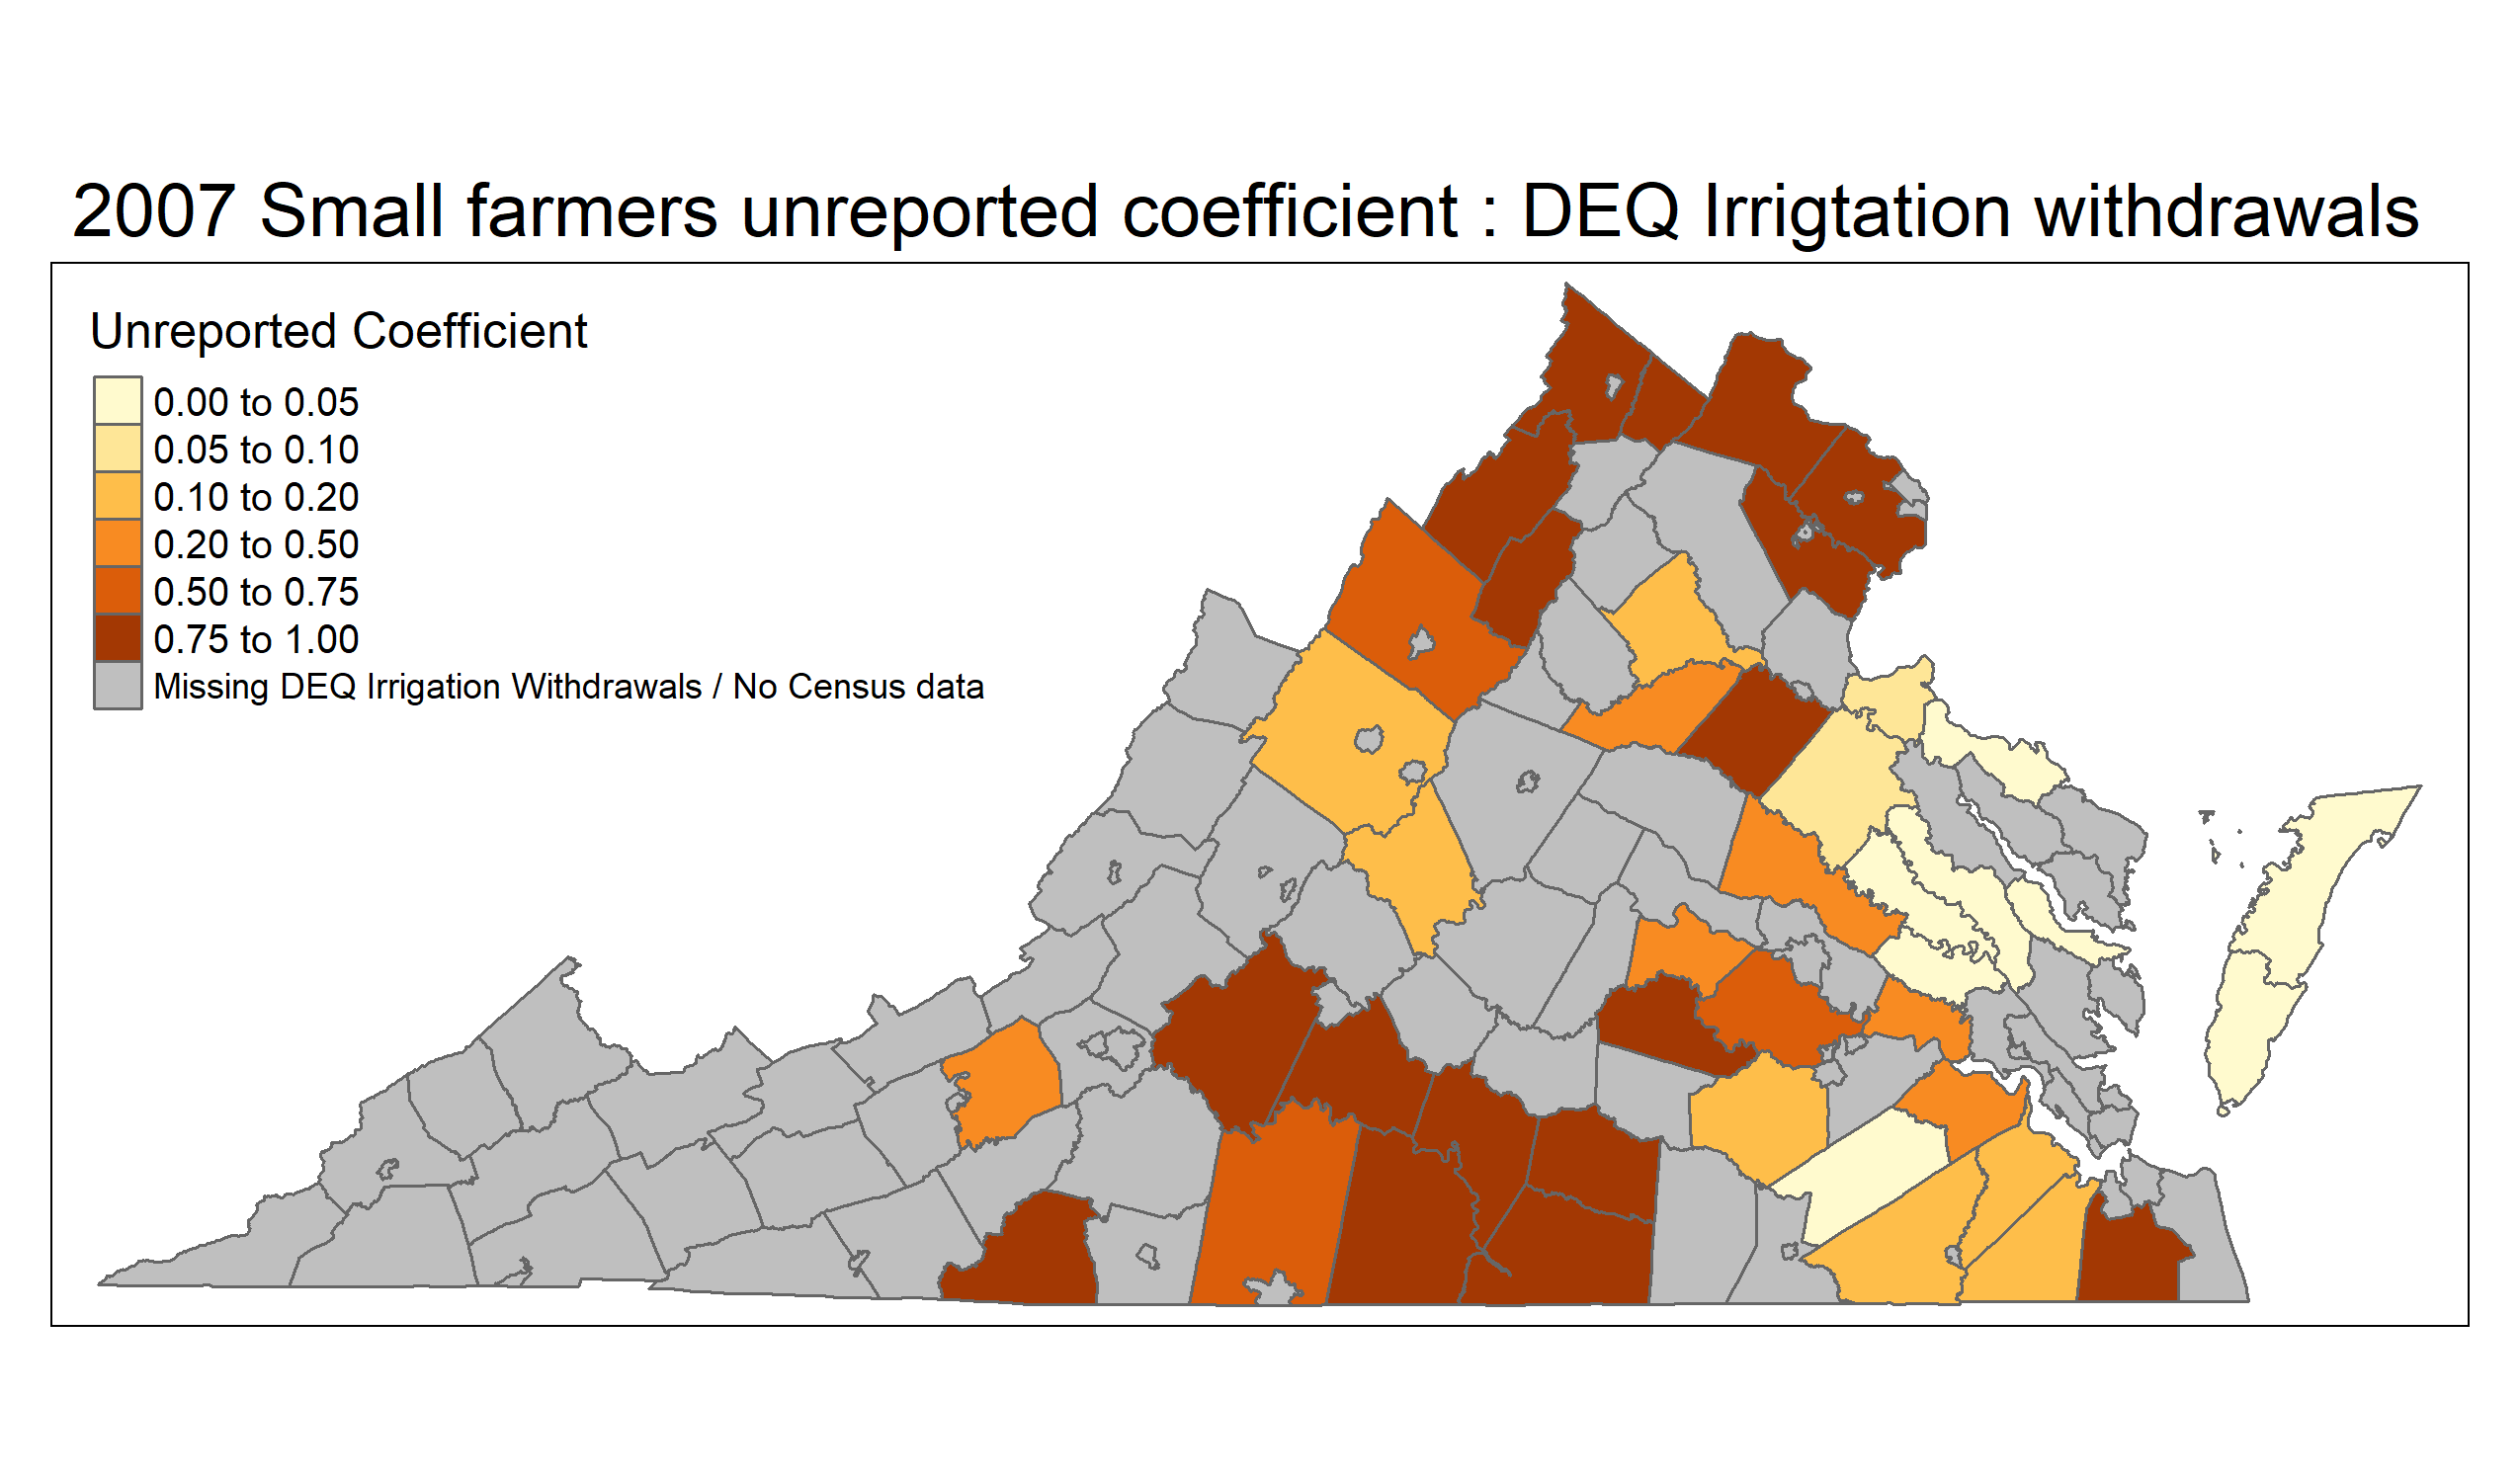 2007 Small farmers unreported coefficient : DEQ Irrigtation withdrawals
Unreported Coefficient
0.00 to 0.05
0.05 to 0.10
0.10 to 0.20
0.20 to 0.50
0.50 to 0.75
0.75 to 1.00
Missing DEQ Irrigation Withdrawals / No Census data